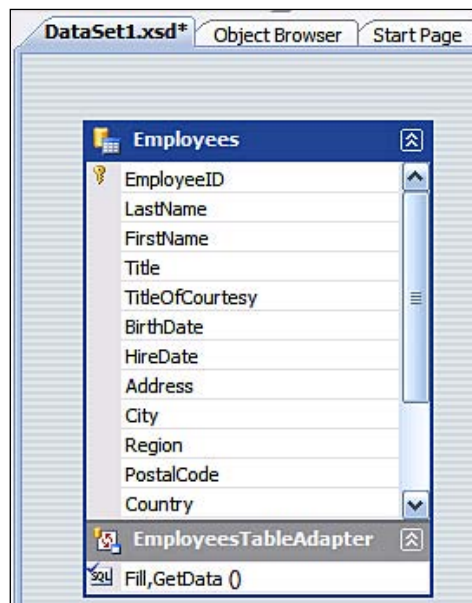 DataSet1.xsd* Object Browser Start Page
Employees
EmployeeID
LastName
FirstName
Title
TitleOfCourtesy
BirthDate
HireDate
Address
City
Region
PostalCode
Country
EmployeesTableAdapter
SQL Fill,GetData ()